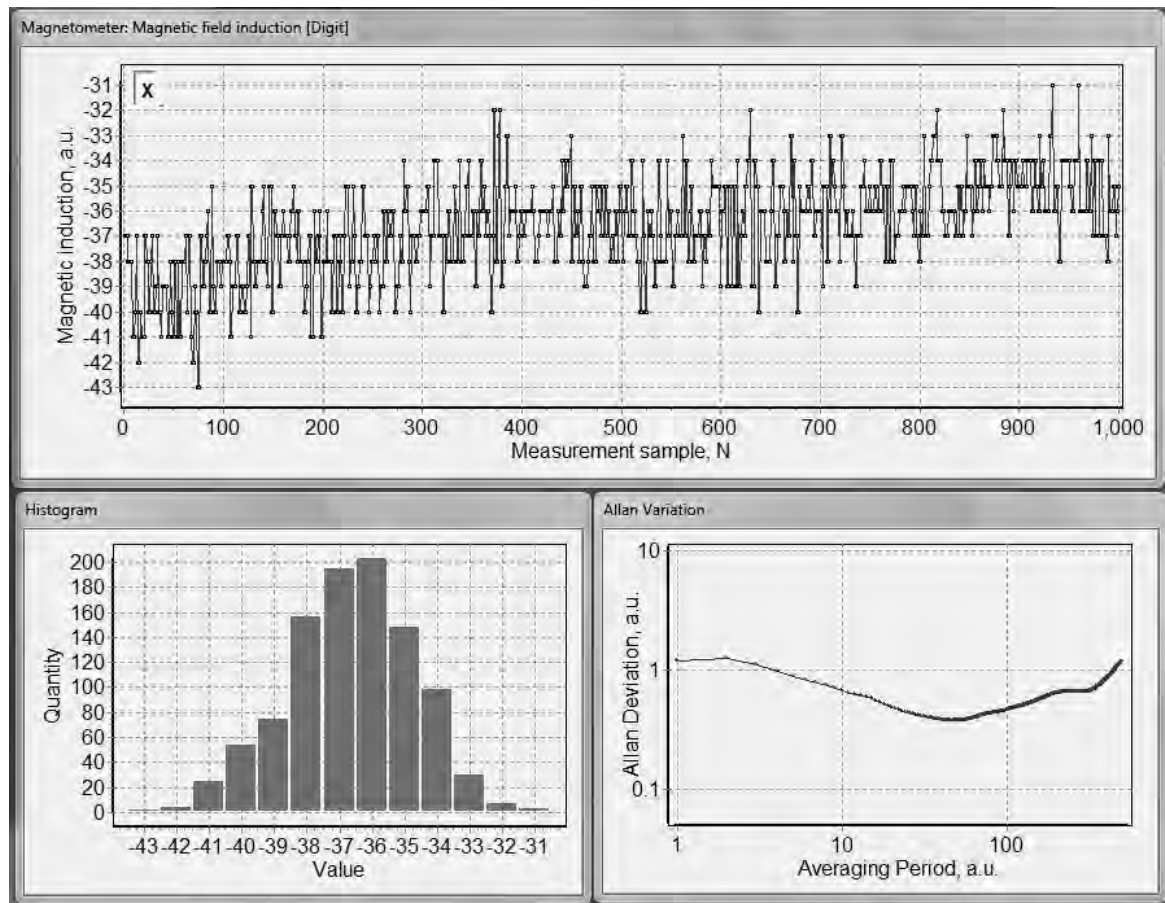 Magnetometer: Magnetic field induction [Digit]
X
Magnetic induction, a.u.
-31
-32
-33
-34
-35
-36
-37
-38
-39
-40
-41
-42
-43
0 100 200 300 400 500 600 700 800 900 1,000
Measurement sample, N
Histogram
Quantity
200
180
160
140
120
100
80
60
40
20
0
-43 -42 -41 -40 -39 -38 -37 -36 -35 -34 -33 -32 -31
Value
Allan Variation
Allan Deviation, a.u.
10
1
0.1
1 10 100
Averaging Period, a.u.